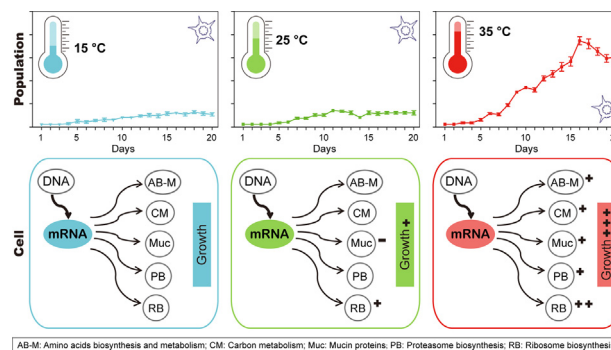 Population
15 °C
25 °C
35 °C
1 5 10 15 20
Days
1 5 10 15 20
Days
1 5 10 15 20
Days
Cell
DNA
mRNA
AB-M
CM
Muc
PB
RB
Growth
DNA
mRNA
AB-M
CM
Muc -
PB
RB +
Growth +
DNA
mRNA
AB-M +
CM +
Muc +
PB +
RB ++
Growth +++
AB-M: Amino acids biosynthesis and metabolism; CM: Carbon metabolism; Muc: Mucin proteins; PB: Proteasome biosynthesis; RB: Ribosome biosynthesis